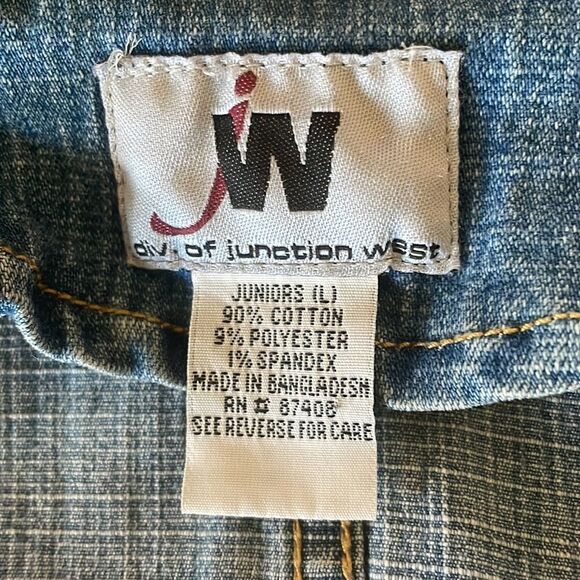 jW
div. of junction west
JUNIORS (L)
90% COTTON
9% POLYESTER
1% SPANDEX
MADE IN BANGLADESH
RN # 87408
SEE REVERSE FOR CARE